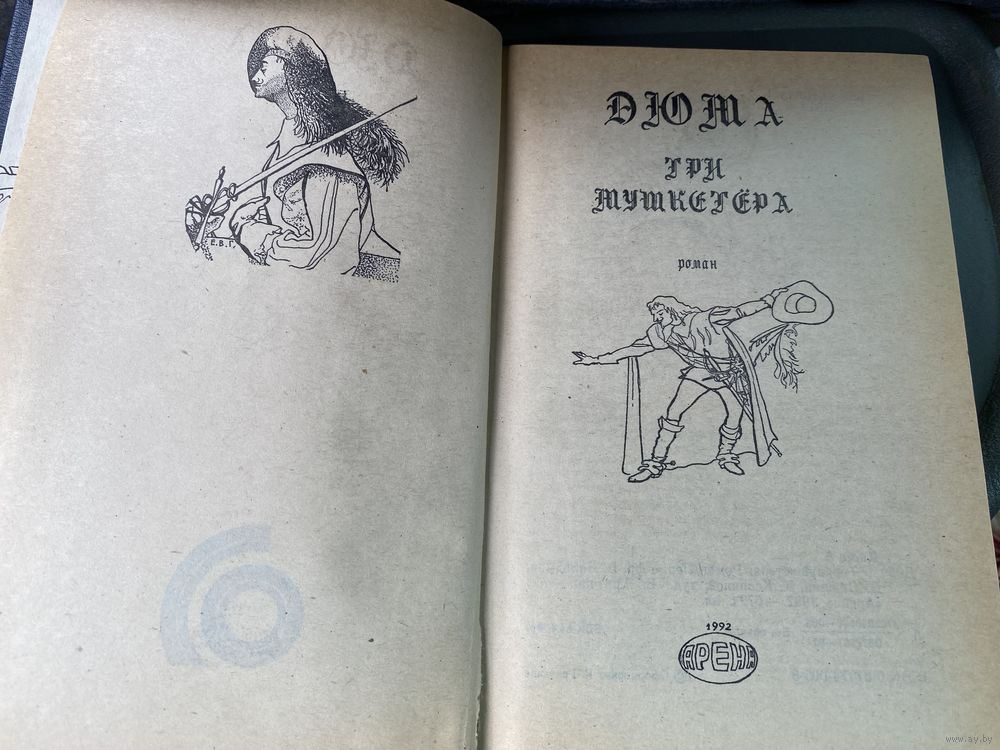 Е.В.Г.
ДЮМА
ТРИ
МУШКЕТЁРА
роман
1992
АРЕНА
www.ay.by